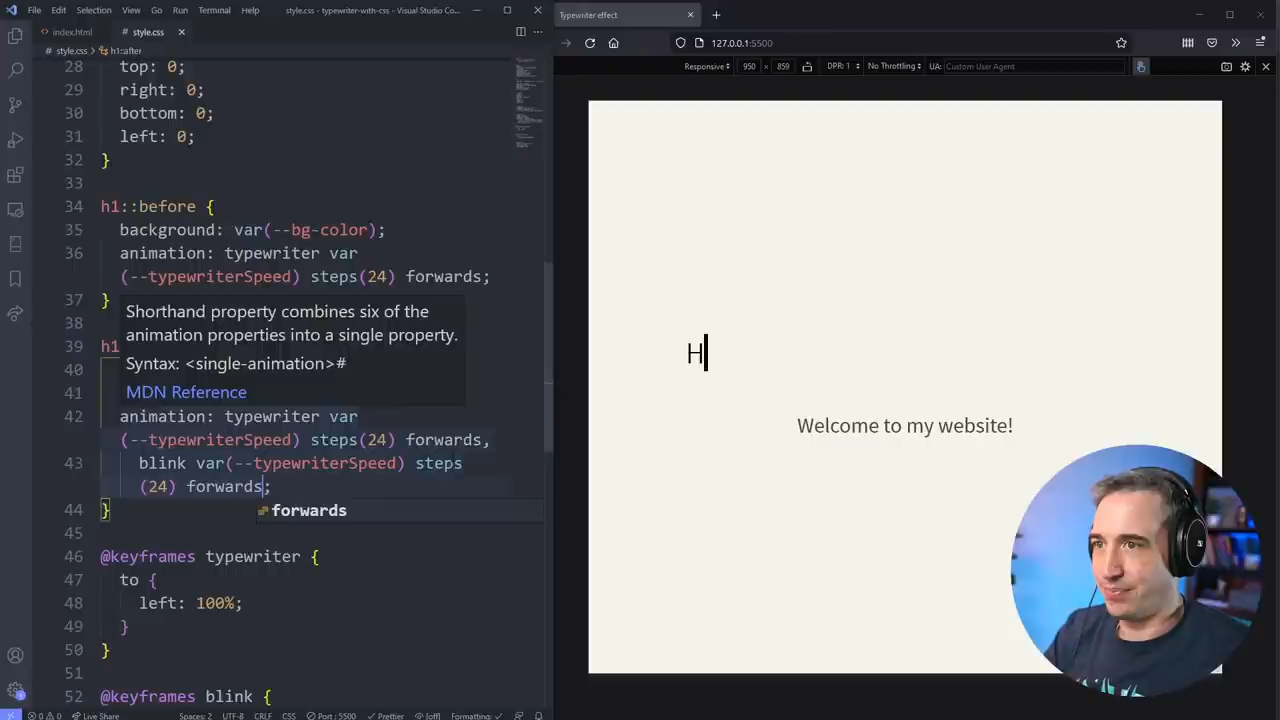 File Edit Selection View Go Run Terminal Help style.css - typewriter-with-css - Visual Studio Co...
index.html style.css
style.css > h1::after
28 top: 0;
29 right: 0;
30 bottom: 0;
31 left: 0;
32 }
33
34 h1::before {
35 background: var(--bg-color);
36 animation: typewriter var
(--typewriterSpeed) steps(24) forwards;
37 }
38
Shorthand property combines six of the
animation properties into a single property.
Syntax: <single-animation>#
MDN Reference
39 h1
40
41
42 animation: typewriter var
(--typewriterSpeed) steps(24) forwards,
43 blink var(--typewriterSpeed) steps
(24) forwards;
forwards
44 }
45
46 @keyframes typewriter {
47 to {
48 left: 100%;
49 }
50 }
51
52 @keyframes blink {
0 0 Live Share Spaces: 2 UTF-8 CRLF CSS Port : 5500 Prettier [off] Formatting: ✓
Typewriter effect
127.0.0.1:5500
Responsive 950 × 859 DPR: 1 No Throttling UA: Custom User Agent
H
Welcome to my website!